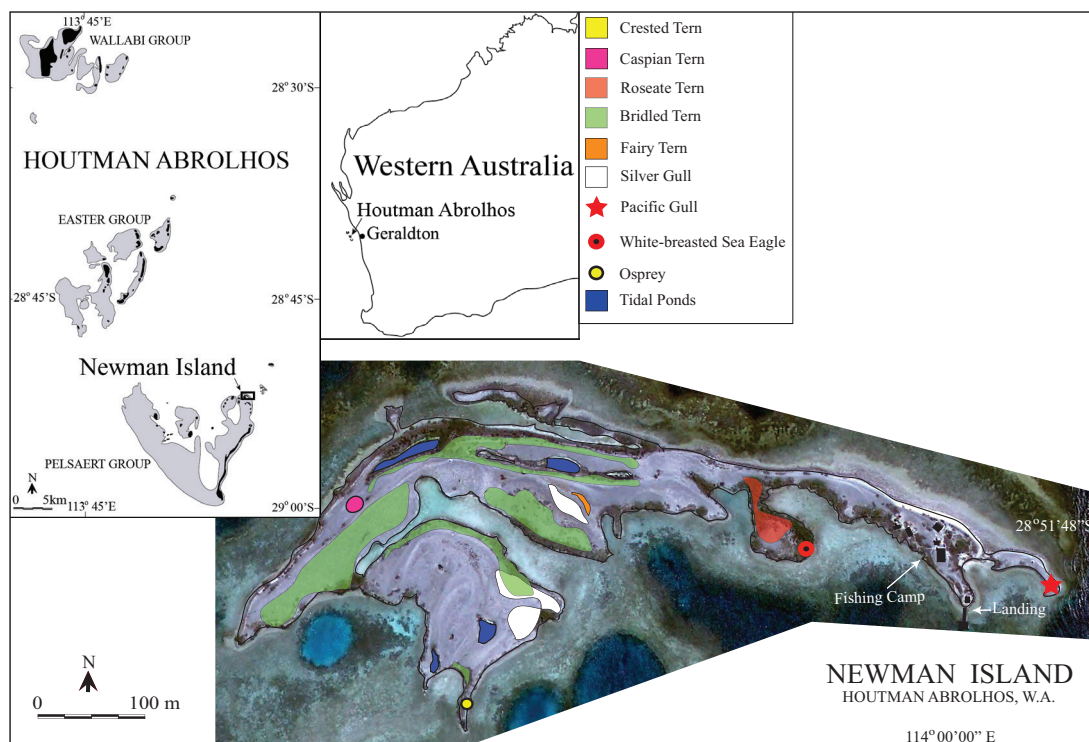 113° 45'E
WALLABI GROUP
28° 30'S
HOUTMAN ABROLHOS
EASTER GROUP
28° 45'S
28° 45'S
Newman Island
PELSAERT GROUP
N
0 5km
113° 45'E
29° 00'S
Western Australia
Houtman Abrolhos
Geraldton
Crested Tern
Caspian Tern
Roseate Tern
Bridled Tern
Fairy Tern
Silver Gull
Pacific Gull
White-breasted Sea Eagle
Osprey
Tidal Ponds
28° 51'48"S
Fishing Camp
Landing
N
0 100 m
NEWMAN ISLAND
HOUTMAN ABROLHOS, W.A.
114° 00'00" E